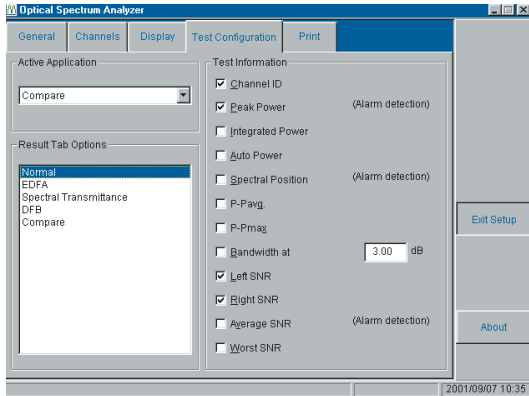 Optical Spectrum Analyzer
General Channels Display Test Configuration Print
Active Application
Compare
Result Tab Options
Normal
EDFA
Spectral Transmittance
DFB
Compare
Test Information
Channel ID
Peak Power (Alarm detection)
Integrated Power
Auto Power
Spectral Position (Alarm detection)
P-Pavg.
P-Pmax
Bandwidth at 3.00 dB
Left SNR
Right SNR
Average SNR (Alarm detection)
Worst SNR
Exit Setup
About
2001/09/07 10:35